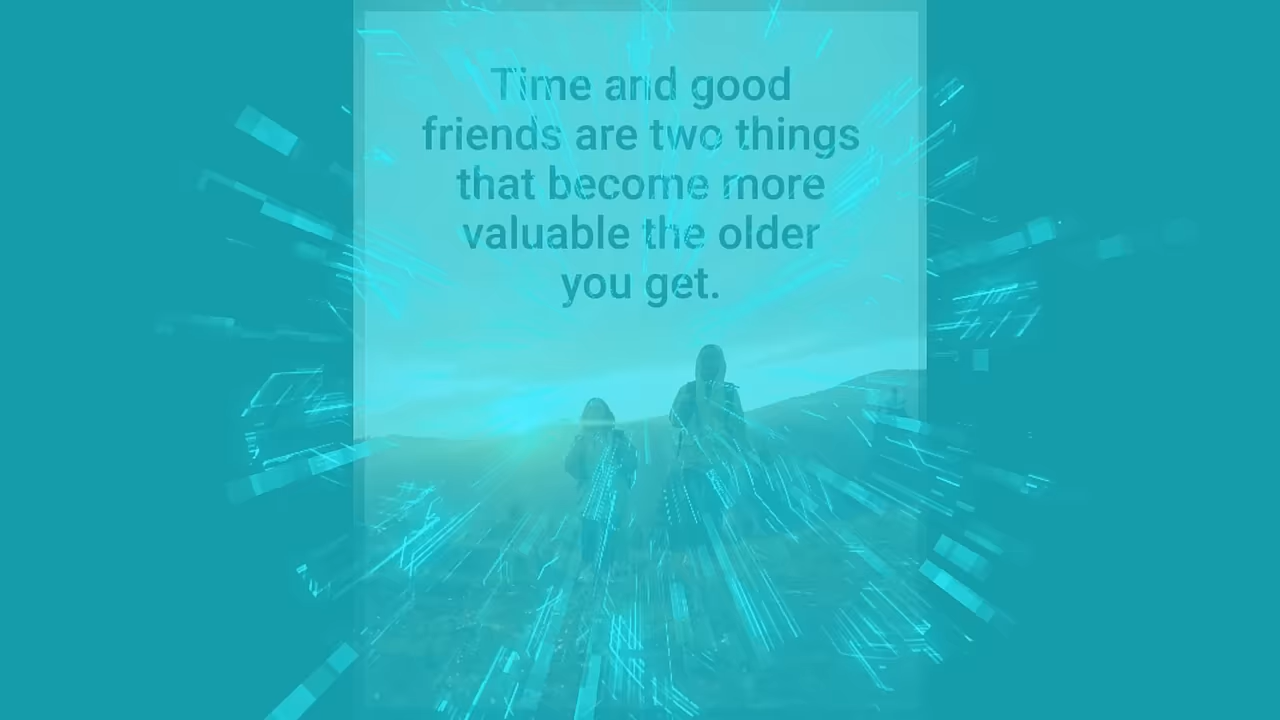 Time and good
friends are two things
that become more
valuable the older
you get.